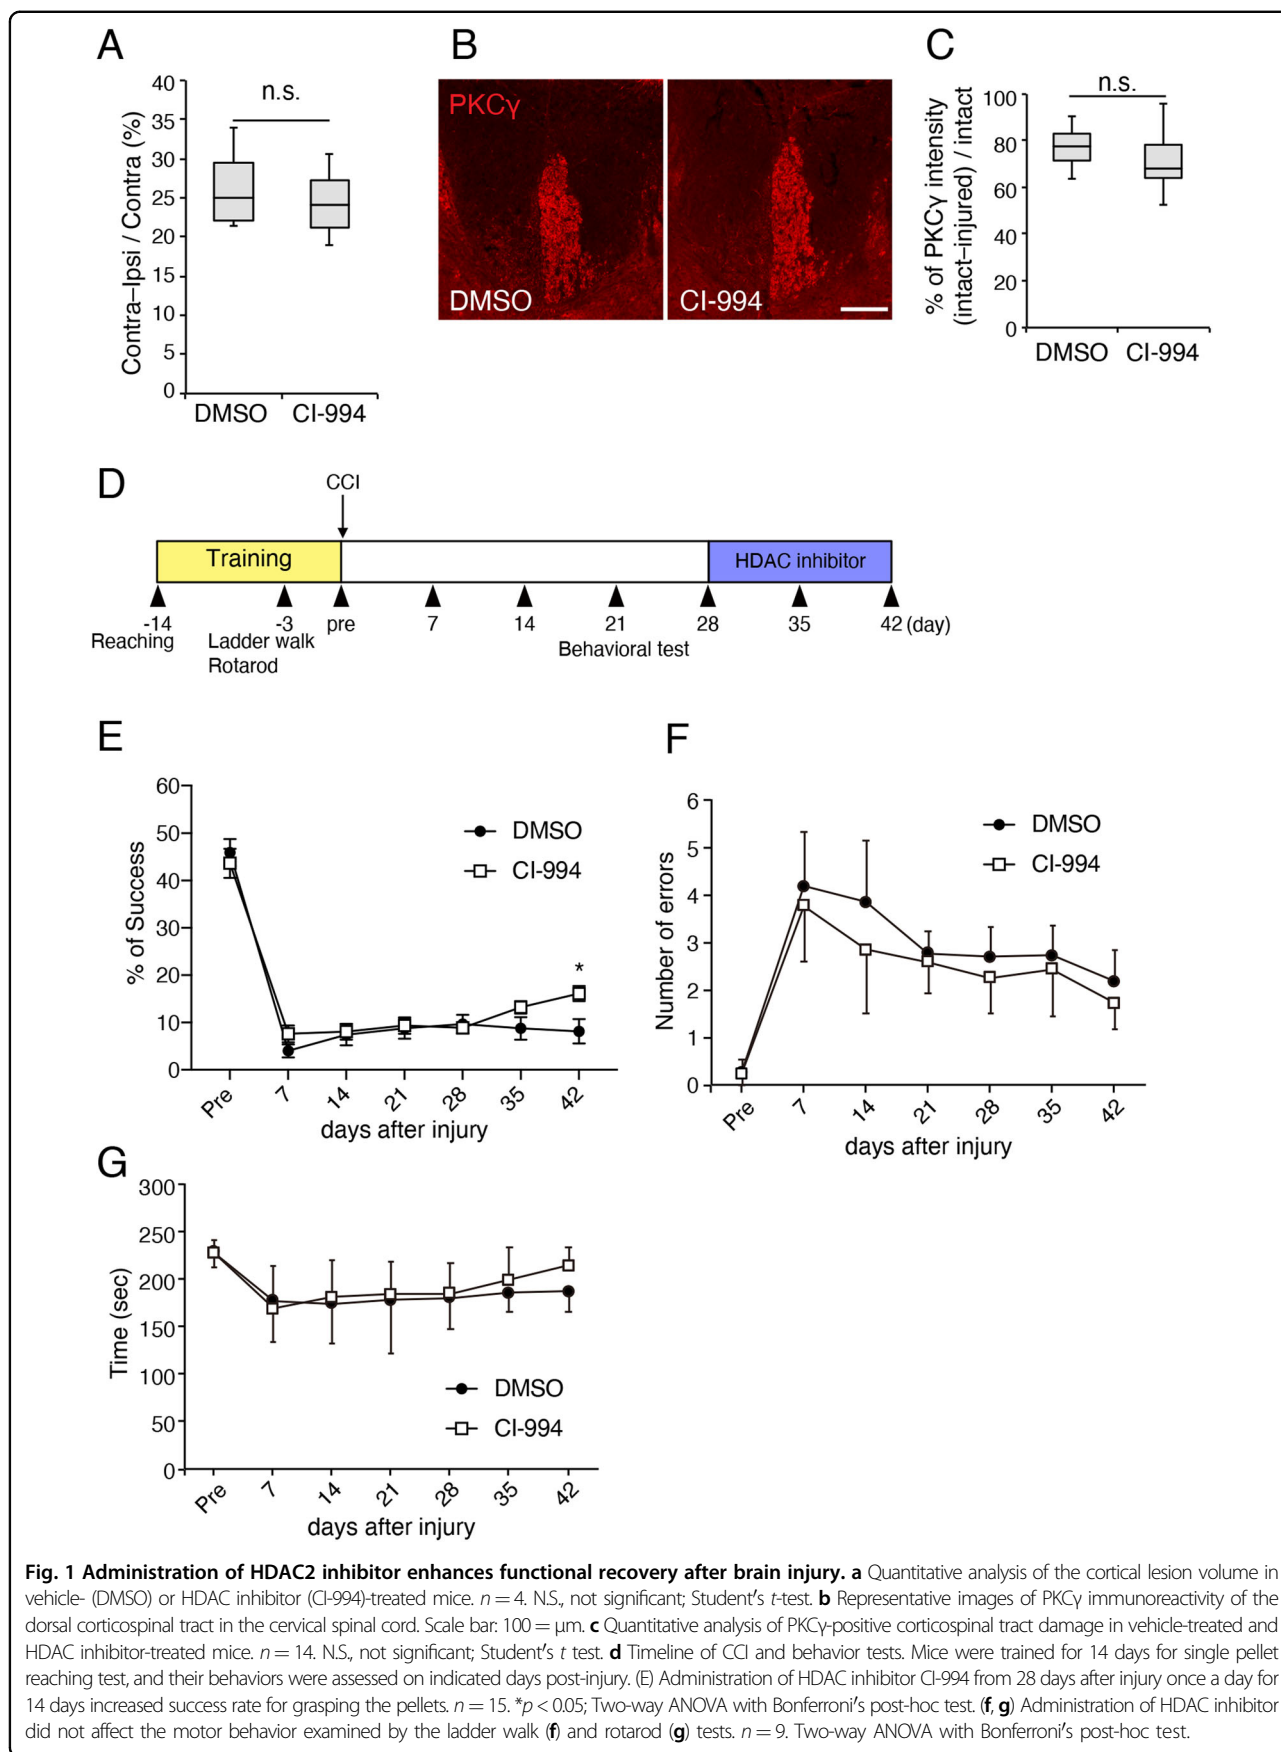 A
Contra–Ipsi / Contra (%)
40
35
30
25
20
15
10
5
0
n.s.
DMSO
CI-994
B
PKCγ
DMSO
CI-994
C
% of PKCγ intensity
(intact–injured) / intact
100
80
60
40
20
0
n.s.
DMSO
CI-994
D
CCI
Training
HDAC inhibitor
-14
-3
pre
7
14
21
28
35
42 (day)
Reaching
Ladder walk
Rotarod
Behavioral test
E
% of Success
60
50
40
30
20
10
0
DMSO
CI-994
*
Pre
7
14
21
28
35
42
days after injury
F
Number of errors
6
5
4
3
2
1
0
DMSO
CI-994
Pre
7
14
21
28
35
42
days after injury
G
Time (sec)
300
250
200
150
100
50
0
DMSO
CI-994
Pre
7
14
21
28
35
42
days after injury
Fig. 1 Administration of HDAC2 inhibitor enhances functional recovery after brain injury. a Quantitative analysis of the cortical lesion volume in
vehicle- (DMSO) or HDAC inhibitor (CI-994)-treated mice. n = 4. N.S., not significant; Student's t-test. b Representative images of PKCγ immunoreactivity of the
dorsal corticospinal tract in the cervical spinal cord. Scale bar: 100 = μm. c Quantitative analysis of PKCγ-positive corticospinal tract damage in vehicle-treated and
HDAC inhibitor-treated mice. n = 14. N.S., not significant; Student's t test. d Timeline of CCI and behavior tests. Mice were trained for 14 days for single pellet
reaching test, and their behaviors were assessed on indicated days post-injury. (E) Administration of HDAC inhibitor CI-994 from 28 days after injury once a day for
14 days increased success rate for grasping the pellets. n = 15. *p < 0.05; Two-way ANOVA with Bonferroni's post-hoc test. (f, g) Administration of HDAC inhibitor
did not affect the motor behavior examined by the ladder walk (f) and rotarod (g) tests. n = 9. Two-way ANOVA with Bonferroni's post-hoc test.